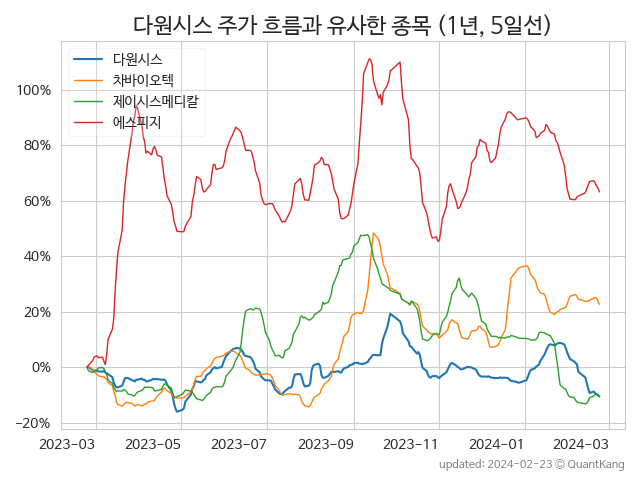 다원시스 주가 흐름과 유사한 종목 (1년, 5일선)
다원시스
차바이오텍
제이시스메디칼
에스피지
100%
80%
60%
40%
20%
0%
−20%
2023-03 2023-05 2023-07 2023-09 2023-11 2024-01 2024-03
updated: 2024-02-23 © QuantKang